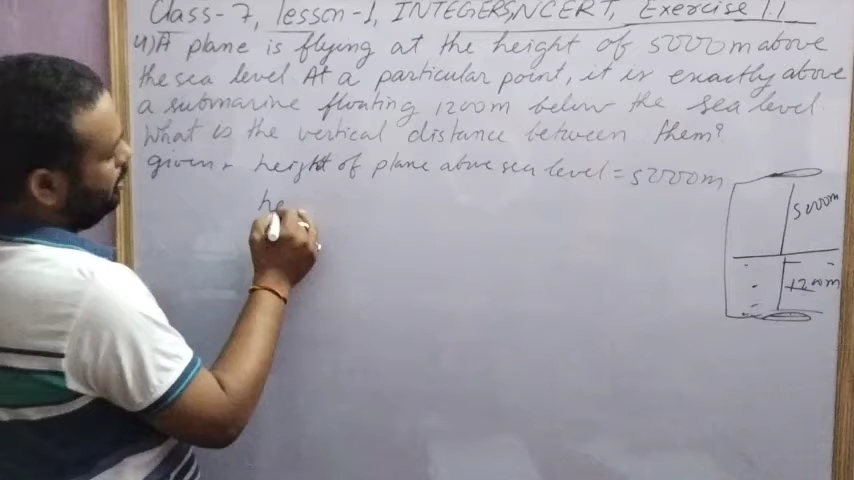 Class-7, lesson-1, INTEGERS, NCERT, Exercise 1.1
4) A plane is flying at the height of 5000m above
the sea level. At a particular point, it is exactly above
a submarine floating 1200m below the sea level.
What is the vertical distance between them?
given - height of plane above sea level = 5000m
he
5000m
1200m